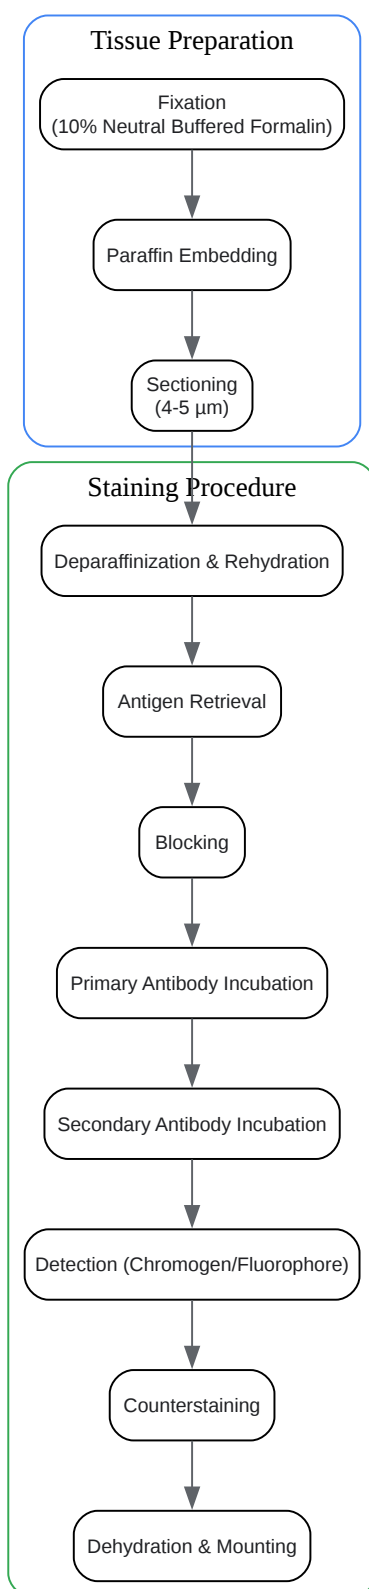 Tissue Preparation
Fixation
(10% Neutral Buffered Formalin)
Paraffin Embedding
Sectioning
(4-5 µm)
Staining Procedure
Deparaffinization & Rehydration
Antigen Retrieval
Blocking
Primary Antibody Incubation
Secondary Antibody Incubation
Detection (Chromogen/Fluorophore)
Counterstaining
Dehydration & Mounting